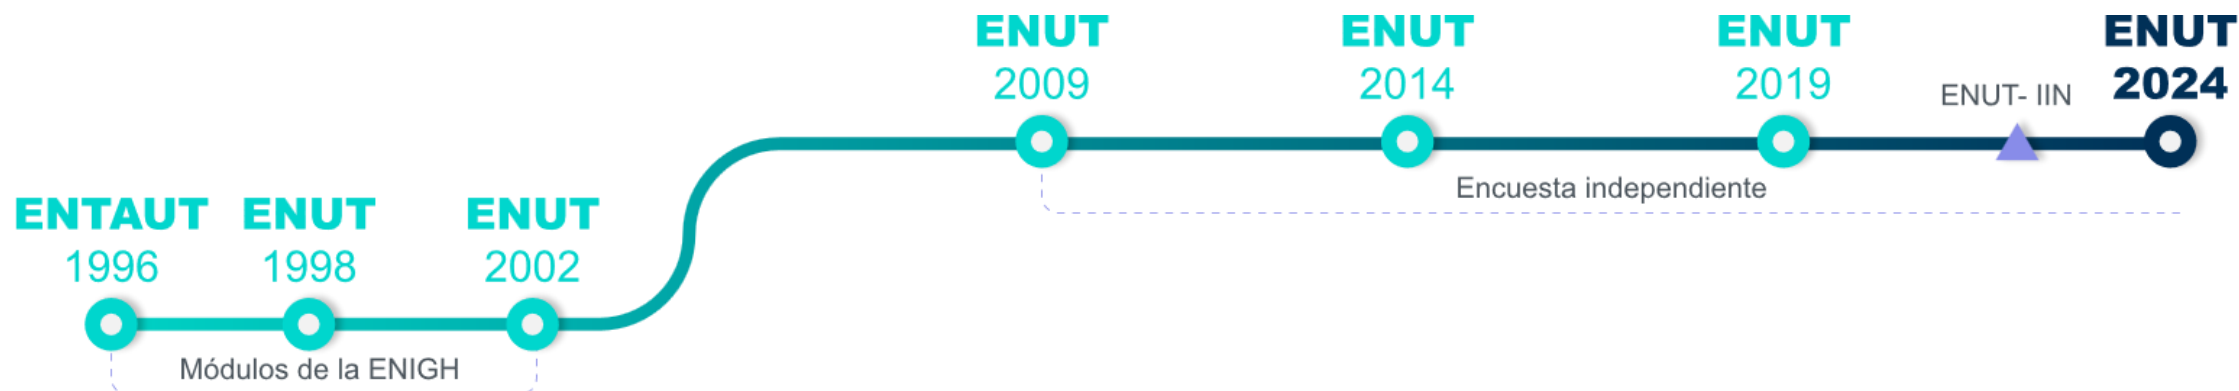 ENTAUT
1996
ENUT
1998
ENUT
2002
Módulos de la ENIGH
ENUT
2009
ENUT
2014
ENUT
2019
ENUT- IIN
ENUT
2024
Encuesta independiente